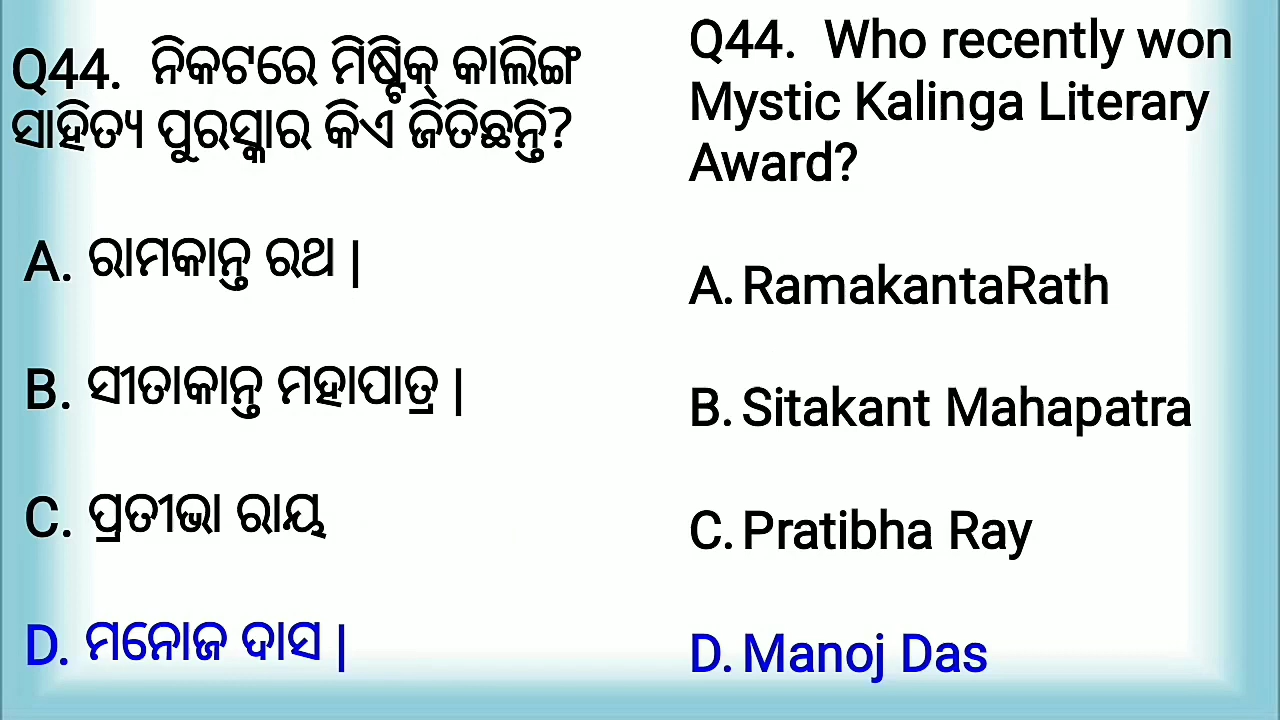 Q44. ନିକଟରେ ମିଷ୍ଟିକ୍ କାଲିଙ୍ଗ
ସାହିତ୍ୟ ପୁରସ୍କାର କିଏ ଜିତିଛନ୍ତି?
A. ରାମକାନ୍ତ ରଥ |
B. ସୀତାକାନ୍ତ ମହାପାତ୍ର |
C. ପ୍ରତୀଭା ରାୟ
D. ମନୋଜ ଦାସ |
Q44. Who recently won
Mystic Kalinga Literary
Award?
A. RamakantaRath
B. Sitakant Mahapatra
C. Pratibha Ray
D. Manoj Das